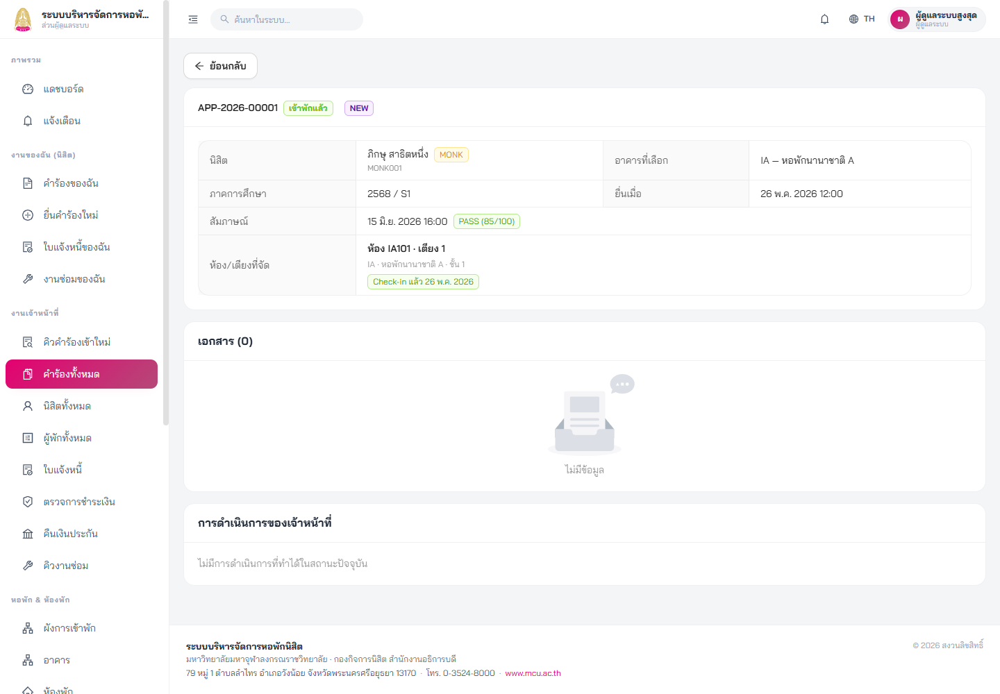 ระบบบริหารจัดการหอพั...
ส่วนผู้ดูแลระบบ
ค้นหาในระบบ...
TH
ผ
ผู้ดูแลระบบสูงสุด
ผู้ดูแลระบบ
ภาพรวม
แดชบอร์ด
แจ้งเตือน
งานของฉัน (นิสิต)
คำร้องของฉัน
ยื่นคำร้องใหม่
ใบแจ้งหนี้ของฉัน
งานซ่อมของฉัน
งานเจ้าหน้าที่
คิวคำร้องเข้าใหม่
คำร้องทั้งหมด
นิสิตทั้งหมด
ผู้พักทั้งหมด
ใบแจ้งหนี้
ตรวจการชำระเงิน
คืนเงินประกัน
คิวงานซ่อม
หอพัก & ห้องพัก
ผังการเข้าพัก
อาคาร
ห้องพัก
ย้อนกลับ
APP-2026-00001 เข้าพักแล้ว NEW
นิสิต
ภิกษุ สาธิตหนึ่ง MONK
MONK001
อาคารที่เลือก
IA — หอพักนานาชาติ A
ภาคการศึกษา
2568 / S1
ยื่นเมื่อ
26 พ.ค. 2026 12:00
สัมภาษณ์
15 มิ.ย. 2026 16:00 PASS (85/100)
ห้อง/เตียงที่จัด
ห้อง IA101 · เตียง 1
IA · หอพักนานาชาติ A · ชั้น 1
Check-in แล้ว 26 พ.ค. 2026
เอกสาร (0)
ไม่มีข้อมูล
การดำเนินการของเจ้าหน้าที่
ไม่มีการดำเนินการที่ทำได้ในสถานะปัจจุบัน
ระบบบริหารจัดการหอพักนิสิต
มหาวิทยาลัยมหาจุฬาลงกรณราชวิทยาลัย · กองกิจการนิสิต สำนักงานอธิการบดี
79 หมู่ 1 ตำบลลำไทร อำเภอวังน้อย จังหวัดพระนครศรีอยุธยา 13170 · โทร. 0-3524-8000 · www.mcu.ac.th
© 2026 สงวนลิขสิทธิ์